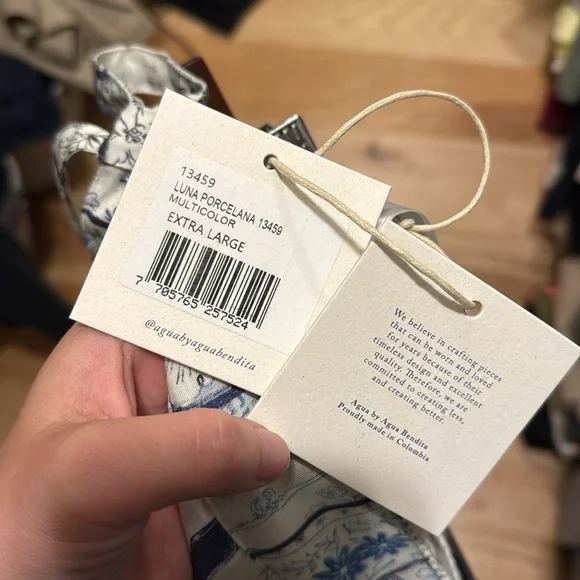 13459
LUNA PORCELANA 13459
MULTICOLOR
EXTRA LARGE
7 705765 257524
@aguabyaguabendita
We believe in crafting pieces
that can be worn and loved
for years because of their
timeless design and excellent
quality. Therefore, we are
committed to creating less,
and creating better.
Agua by Agua Bendita
Proudly made in Colombia